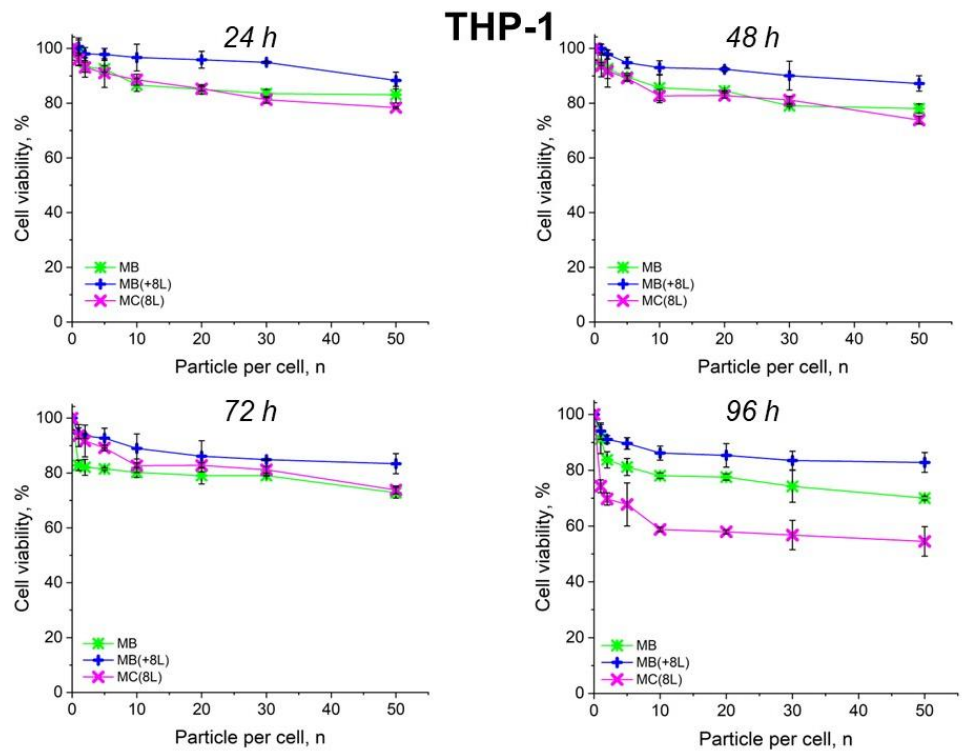 THP-1
24 h
100
80
60
40
20
0
Cell viability, %
MB
MB(+8L)
MC(8L)
0 10 20 30 40 50
Particle per cell, n
48 h
100
80
60
40
20
0
Cell viability, %
MB
MB(+8L)
MC(8L)
0 10 20 30 40 50
Particle per cell, n
72 h
100
80
60
40
20
0
Cell viability, %
MB
MB(+8L)
MC(8L)
0 10 20 30 40 50
Particle per cell, n
96 h
100
80
60
40
20
0
Cell viability, %
MB
MB(+8L)
MC(8L)
0 10 20 30 40 50
Particle per cell, n